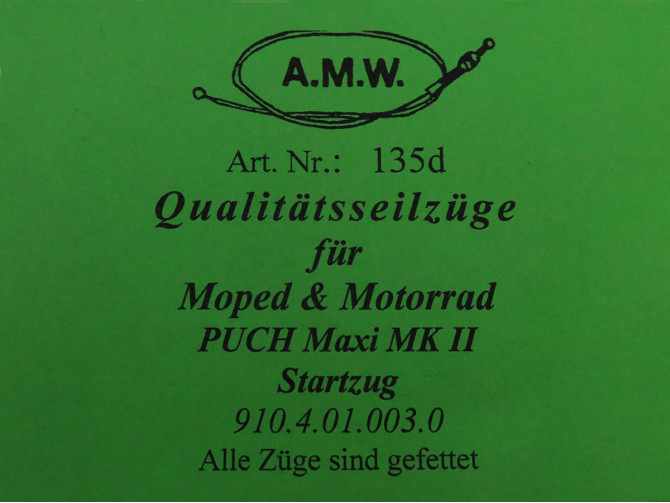 A.M.W.
Art. Nr.: 135d
Qualitätsseilzüge
für
Moped & Motorrad
PUCH Maxi MK II
Startzug
910.4.01.003.0
Alle Züge sind gefettet